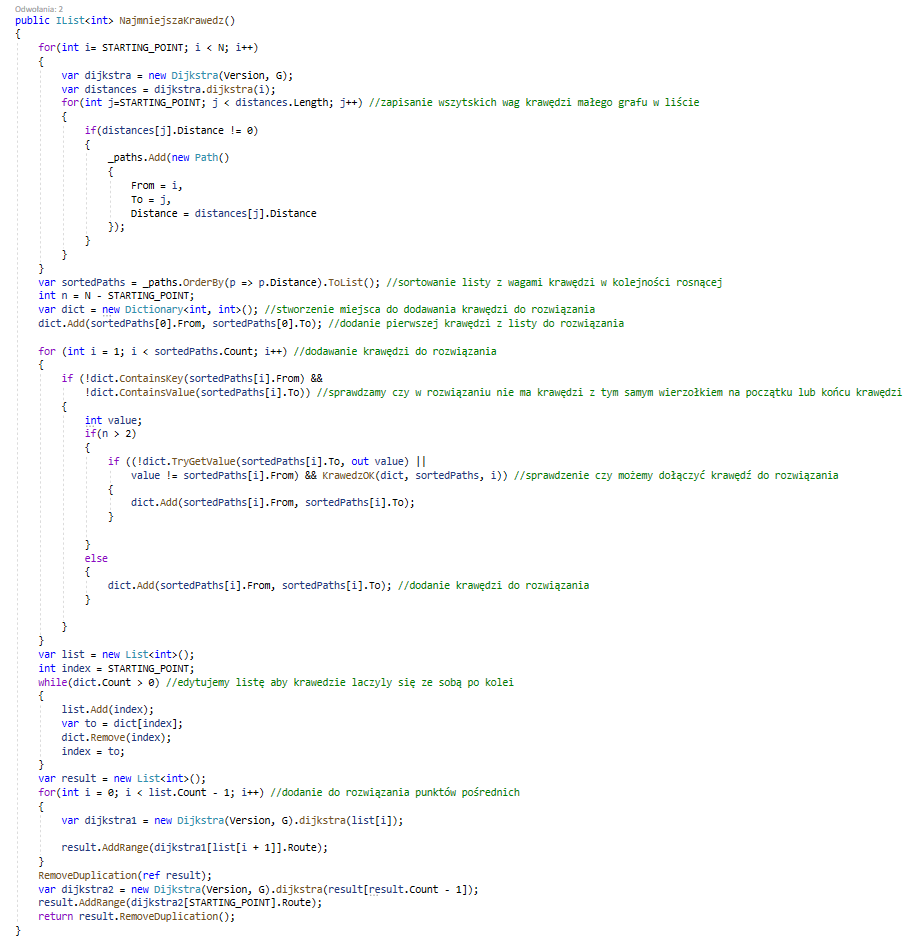 Odwołania: 2
public IList<int> NajmniejszaKrawedz()
{
    for(int i= STARTING_POINT; i < N; i++)
    {
        var dijkstra = new Dijkstra(Version, G);
        var distances = dijkstra.dijkstra(i);
        for(int j=STARTING_POINT; j < distances.Length; j++) //zapisanie wszytskich wag krawędzi małego grafu w liście
        {
            if(distances[j].Distance != 0)
            {
                _paths.Add(new Path()
                {
                    From = i,
                    To = j,
                    Distance = distances[j].Distance
                });
            }
        }
    }
    var sortedPaths = _paths.OrderBy(p => p.Distance).ToList(); //sortowanie listy z wagami krawędzi w kolejności rosnącej
    int n = N - STARTING_POINT;
    var dict = new Dictionary<int, int>(); //stworzenie miejsca do dodawania krawędzi do rozwiązania
    dict.Add(sortedPaths[0].From, sortedPaths[0].To); //dodanie pierwszej krawędzi z listy do rozwiązania

    for (int i = 1; i < sortedPaths.Count; i++) //dodawanie krawędzi do rozwiązania
    {
        if (!dict.ContainsKey(sortedPaths[i].From) &&
            !dict.ContainsValue(sortedPaths[i].To)) //sprawdzamy czy w rozwiązaniu nie ma krawędzi z tym samym wierzołkiem na początku lub końcu krawędzi
        {
            int value;
            if(n > 2)
            {
                if ((!dict.TryGetValue(sortedPaths[i].To, out value) ||
                    value != sortedPaths[i].From) && KrawedzOK(dict, sortedPaths, i)) //sprawdzenie czy możemy dołączyć krawędź do rozwiązania
                {
                    dict.Add(sortedPaths[i].From, sortedPaths[i].To);
                }

            }
            else
            {
                dict.Add(sortedPaths[i].From, sortedPaths[i].To); //dodanie krawędzi do rozwiązania
            }

        }
    }
    var list = new List<int>();
    int index = STARTING_POINT;
    while(dict.Count > 0) //edytujemy listę aby krawedzie laczyly się ze sobą po kolei
    {
        list.Add(index);
        var to = dict[index];
        dict.Remove(index);
        index = to;
    }
    var result = new List<int>();
    for(int i = 0; i < list.Count - 1; i++) //dodanie do rozwiązania punktów pośrednich
    {
        var dijkstra1 = new Dijkstra(Version, G).dijkstra(list[i]);

        result.AddRange(dijkstra1[list[i + 1]].Route);
    }
    RemoveDuplication(ref result);
    var dijkstra2 = new Dijkstra(Version, G).dijkstra(result[result.Count - 1]);
    result.AddRange(dijkstra2[STARTING_POINT].Route);
    return result.RemoveDuplication();
}